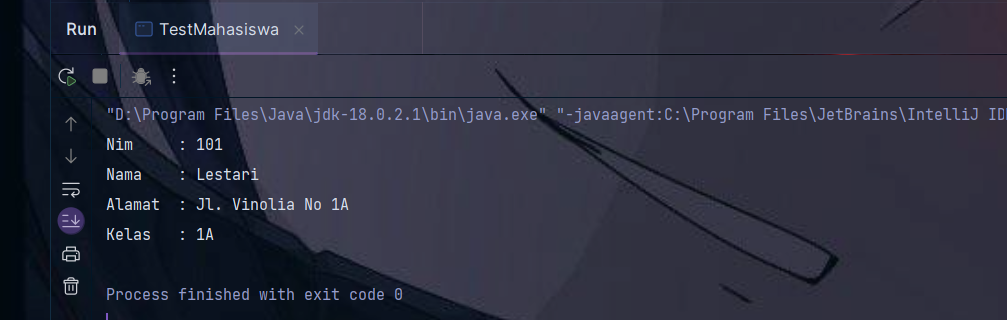 Run TestMahasiswa
"D:\Program Files\Java\jdk-18.0.2.1\bin\java.exe" "-javaagent:C:\Program Files\JetBrains\IntelliJ
Nim     : 101
Nama    : Lestari
Alamat  : Jl. Vinolia No 1A
Kelas   : 1A
Process finished with exit code 0